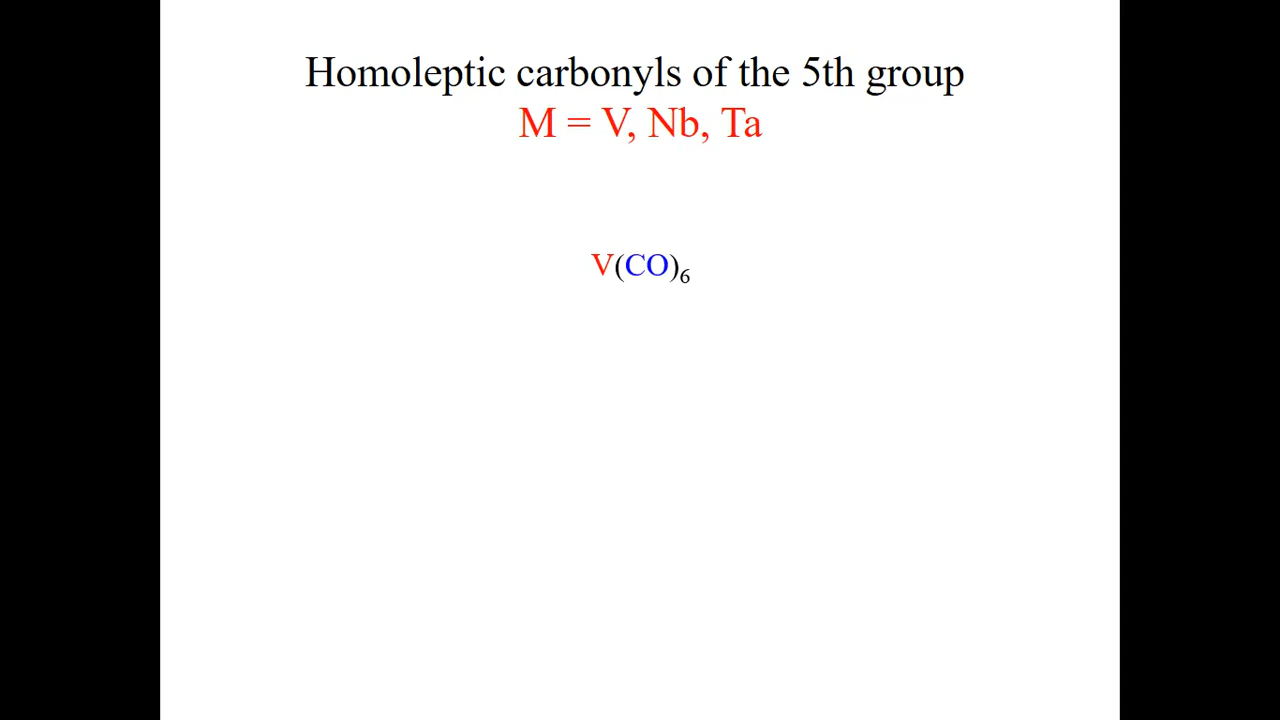 Homoleptic carbonyls of the 5th group
M = V, Nb, Ta
V(CO)₆